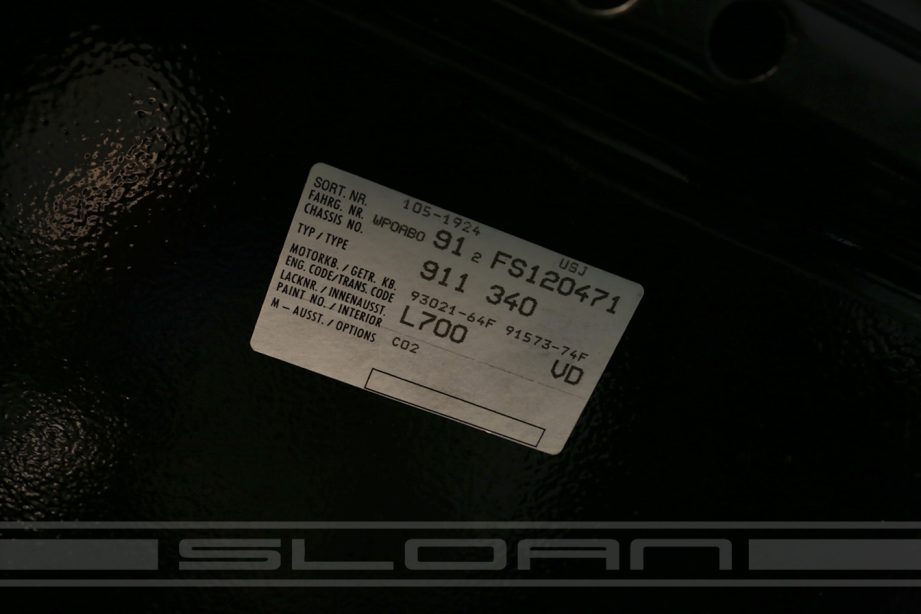 SORT. NR. 105-1924
FAHRG. NR. USJ
CHASSIS NO. WP0AB0 91 2 FS120471
TYP / TYPE 911 340
MOTORKB. / GETR. KB.
ENG. CODE/TRANS. CODE 93021-64F 91573-74F
LACKNR. / INNENAUSST.
PAINT NO. / INTERIOR L700 VD
M – AUSST. / OPTIONS C02
SLOAN